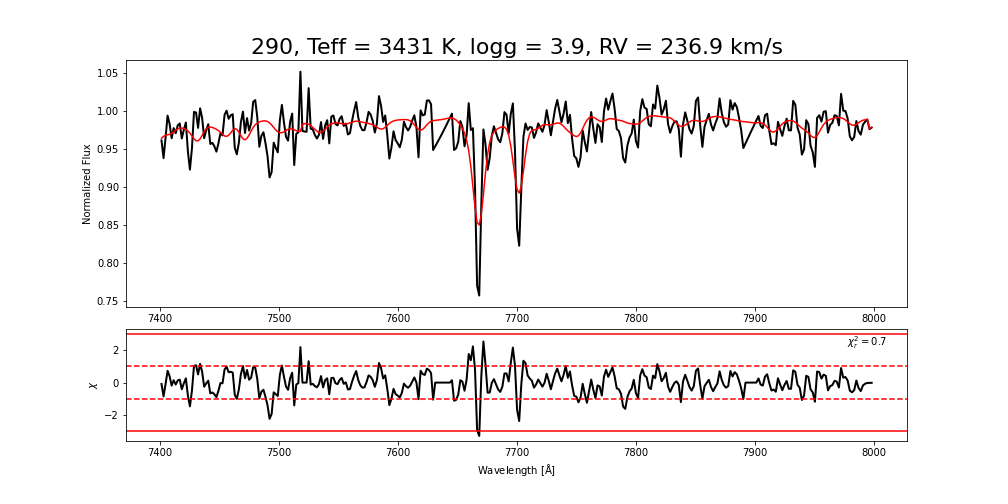 290, Teff = 3431 K, logg = 3.9, RV = 236.9 km/s
1.05
1.00
0.95
0.90
0.85
0.80
0.75
Normalized Flux
7400 7500 7600 7700 7800 7900 8000
χ²ᵣ = 0.7
2
0
−2
χ
7400 7500 7600 7700 7800 7900 8000
Wavelength [Å]